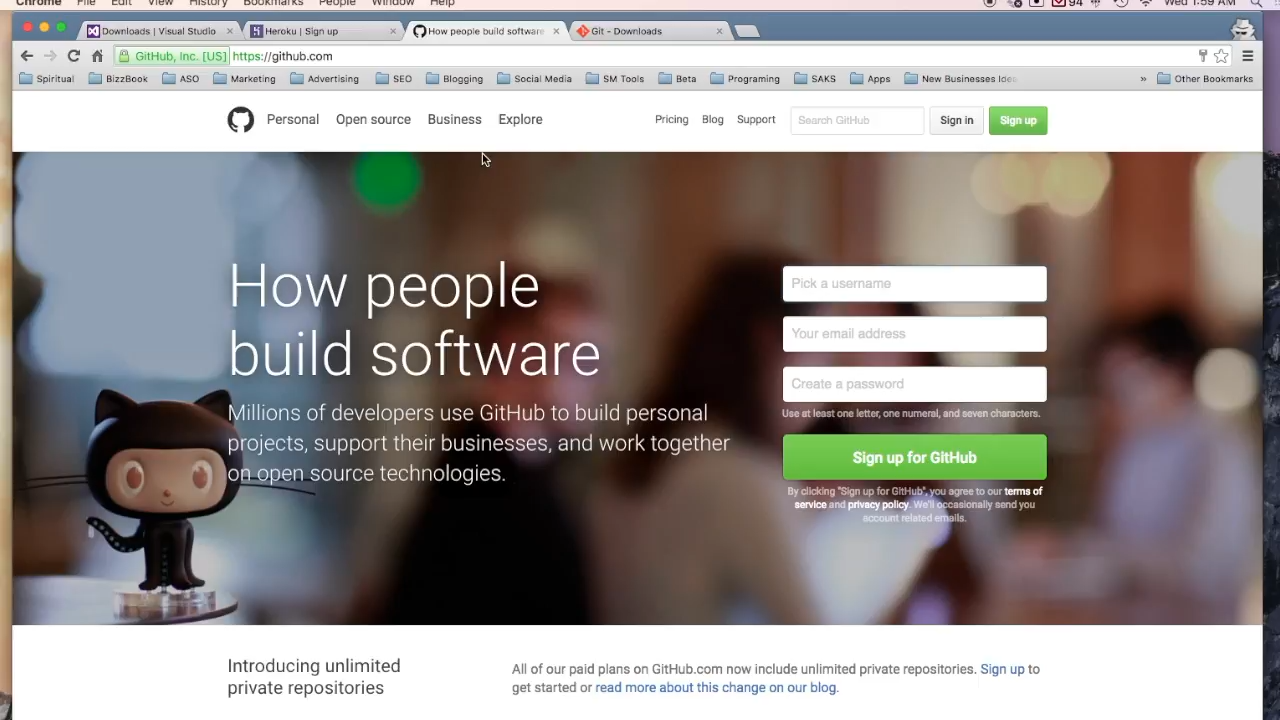 Chrome File Edit View History Bookmarks People Window Help 94 Wed 1:59 AM
Downloads | Visual Studio Heroku | Sign up How people build software Git - Downloads
GitHub, Inc. [US] https://github.com
Spiritual BizzBook ASO Marketing Advertising SEO Blogging Social Media SM Tools Beta Programing SAKS Apps New Businesses Idea » Other Bookmarks
Personal Open source Business Explore Pricing Blog Support Search GitHub Sign in Sign up
How people
build software
Millions of developers use GitHub to build personal
projects, support their businesses, and work together
on open source technologies.
Pick a username
Your email address
Create a password
Use at least one letter, one numeral, and seven characters.
Sign up for GitHub
By clicking "Sign up for GitHub", you agree to our terms of
service and privacy policy. We'll occasionally send you
account related emails.
Introducing unlimited
private repositories
All of our paid plans on GitHub.com now include unlimited private repositories. Sign up to
get started or read more about this change on our blog.